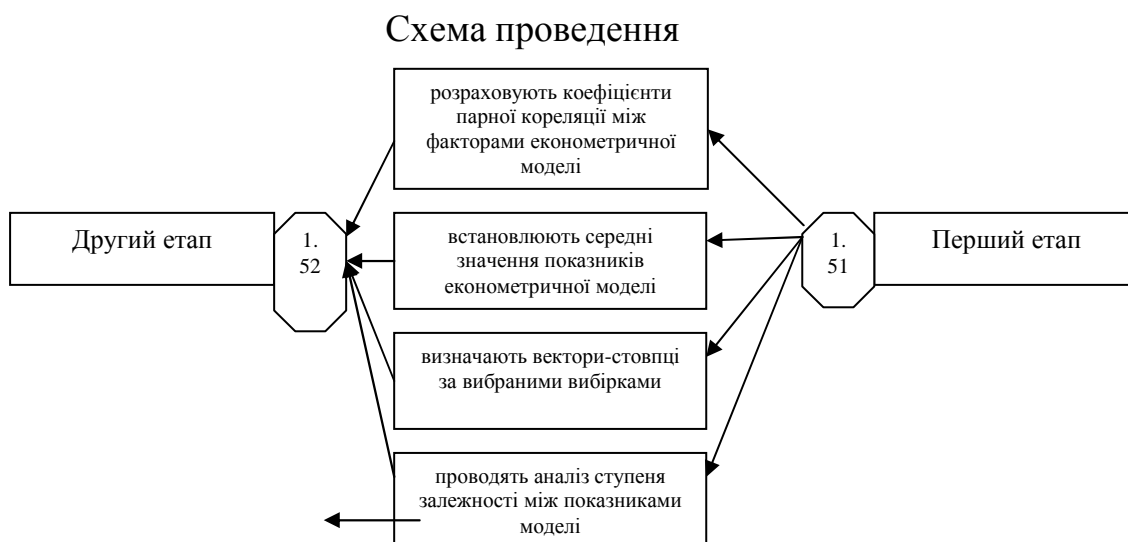 Схема проведення
розраховують коефіцієнти
парної кореляції між
факторами економетричної
моделі
Другий етап
1.
52
встановлюють середні
значення показників
економетричної моделі
1.
51
Перший етап
визначають вектори-стовпці
за вибраними вибірками
проводять аналіз ступеня
залежності між показниками
моделі